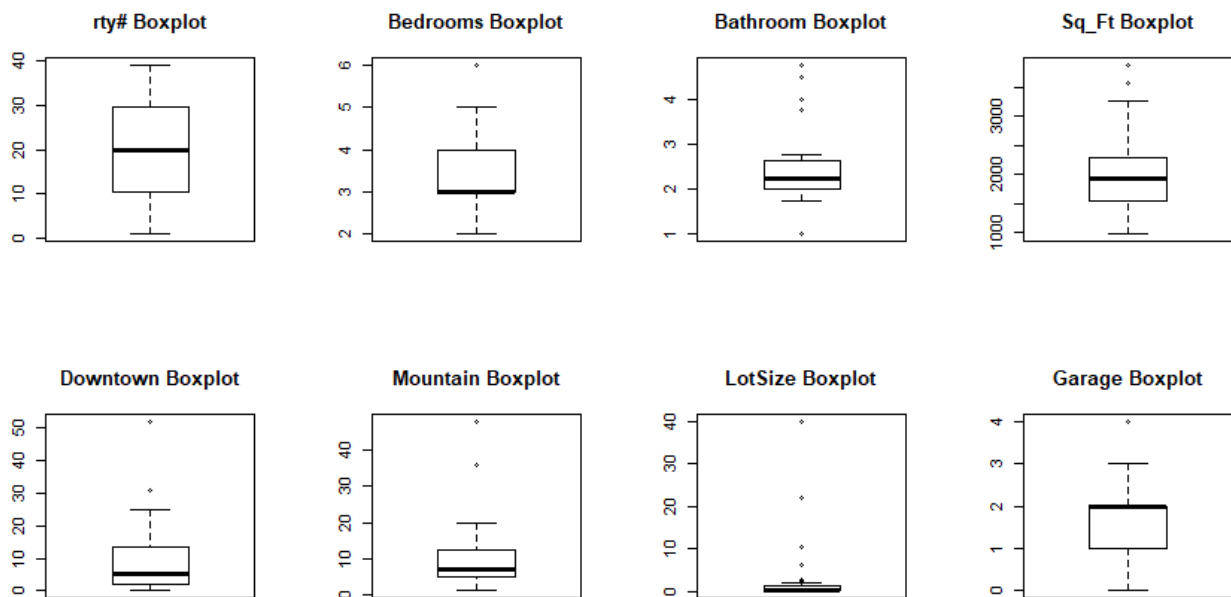 rty# Boxplot
0 10 20 30 40
Bedrooms Boxplot
2 3 4 5 6
Bathroom Boxplot
1 2 3 4
Sq_Ft Boxplot
1000 2000 3000
Downtown Boxplot
0 10 20 30 40 50
Mountain Boxplot
0 10 20 30 40
LotSize Boxplot
0 10 20 30 40
Garage Boxplot
0 1 2 3 4